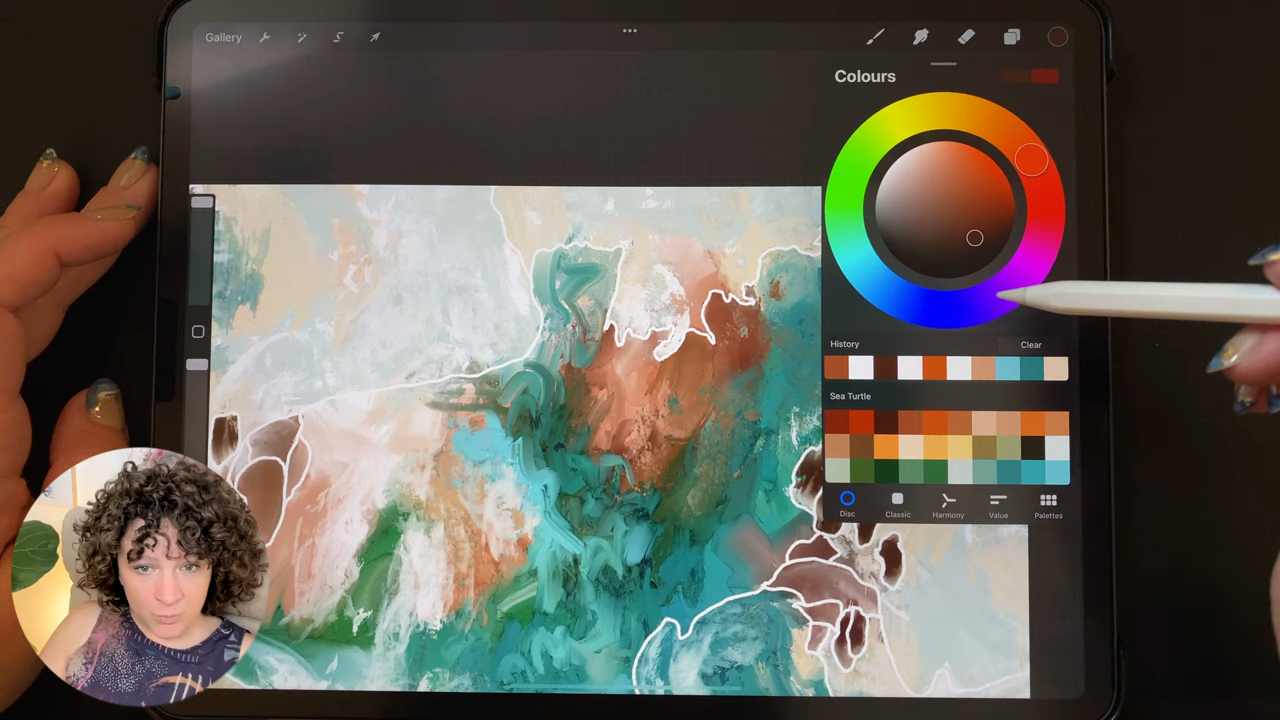 Gallery
Colours
History
Clear
Sea Turtle
Disc
Classic
Harmony
Value
Palettes